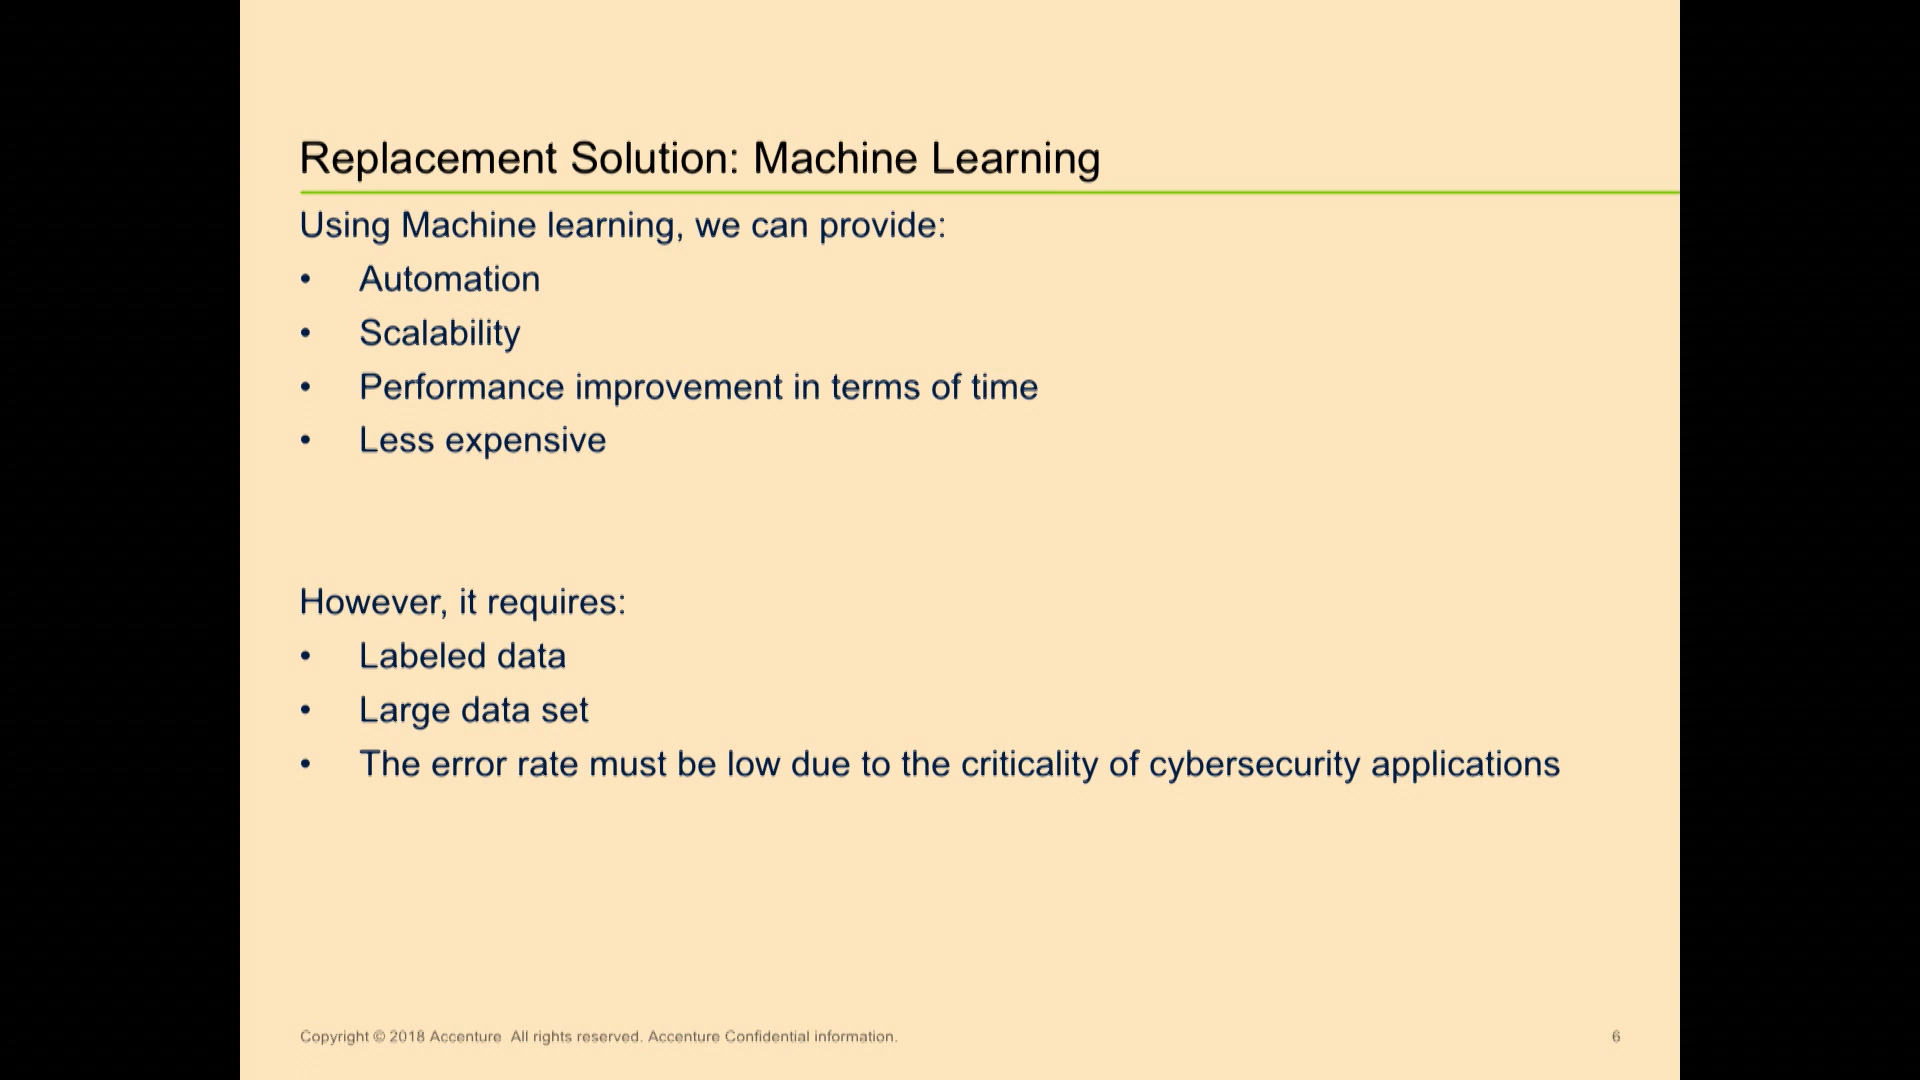 Replacement Solution: Machine Learning
Using Machine learning, we can provide:
• Automation
• Scalability
• Performance improvement in terms of time
• Less expensive
However, it requires:
• Labeled data
• Large data set
• The error rate must be low due to the criticality of cybersecurity applications
Copyright © 2018 Accenture All rights reserved. Accenture Confidential information.
6